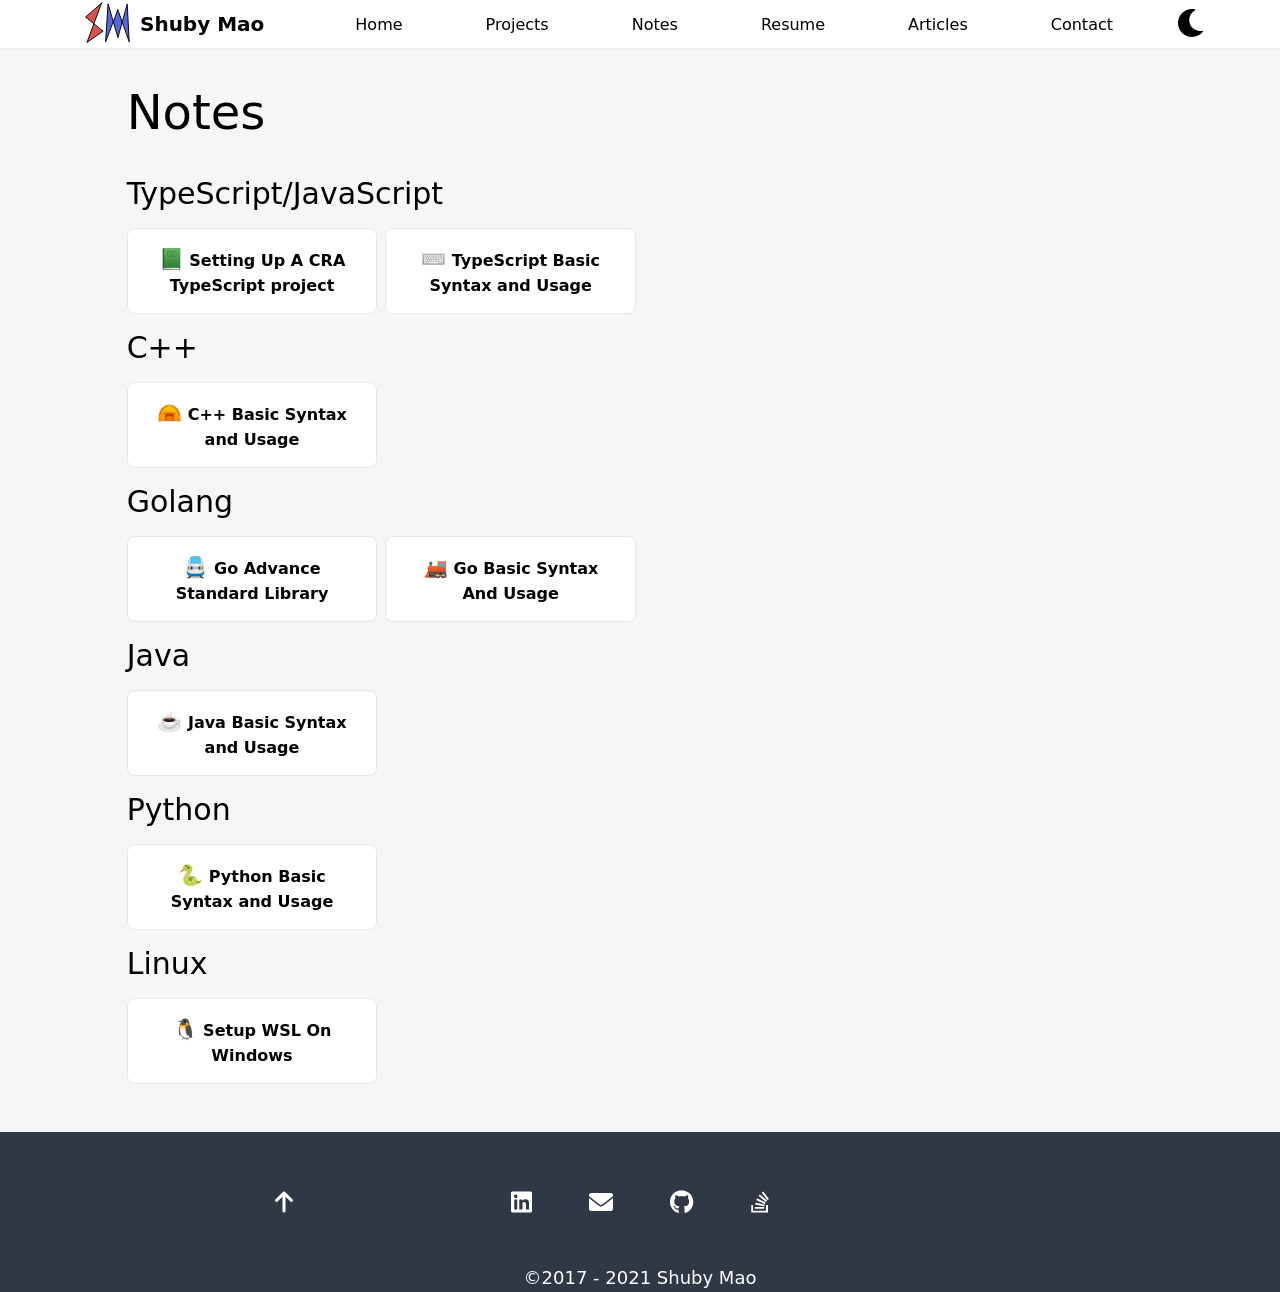 Shuby Mao
Home
Projects
Notes
Resume
Articles
Contact
Notes
TypeScript/JavaScript
📗 Setting Up A CRA
TypeScript project
⌨️ TypeScript Basic
Syntax and Usage
C++
C++ Basic Syntax
and Usage
Golang
🚊 Go Advance
Standard Library
🚂 Go Basic Syntax
And Usage
Java
☕ Java Basic Syntax
and Usage
Python
🐍 Python Basic
Syntax and Usage
Linux
🐧 Setup WSL On
Windows
©2017 - 2021 Shuby Mao